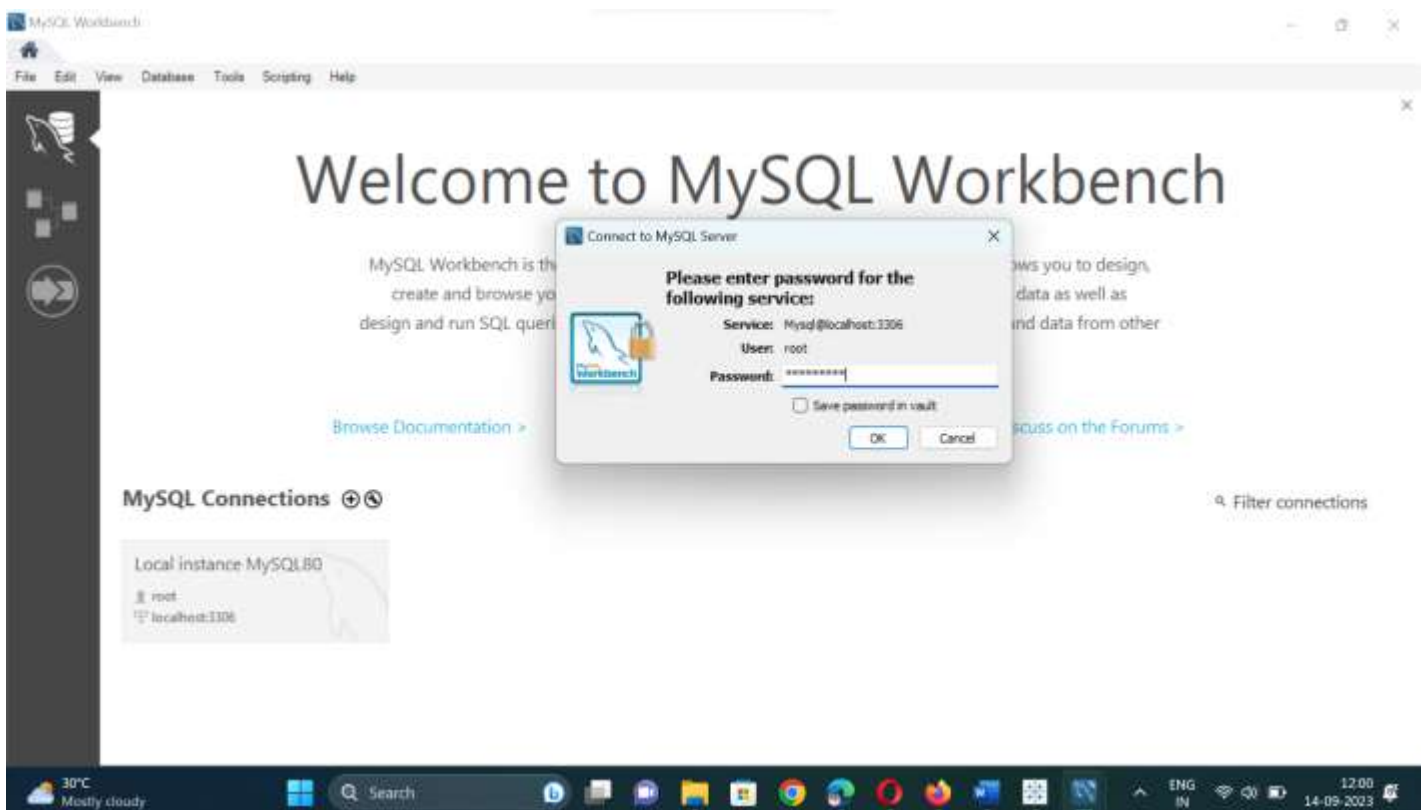 MySQL Workbench
File Edit View Database Tools Scripting Help
Welcome to MySQL Workbench
MySQL Workbench is th
ows you to design,
create and browse yo
data as well as
design and run SQL queri
and data from other
Connect to MySQL Server
Please enter password for the
following service:
Service: Mysql@localhost:3306
User: root
Password: *********
Save password in vault
OK Cancel
Workbench
Browse Documentation >
scuss on the Forums >
MySQL Connections
Filter connections
Local instance MySQL80
root
localhost:3306
30°C
Mostly cloudy
Search
ENG
IN
12:00
14-09-2023